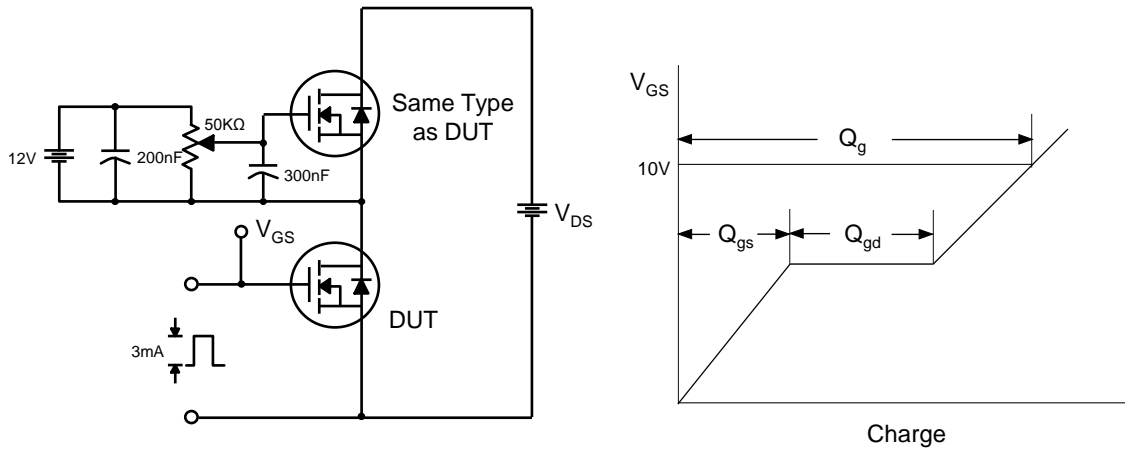 Same Type
as DUT
50KΩ
12V
200nF
300nF
V_GS
V_DS
DUT
3mA
V_GS
Q_g
10V
Q_gs
Q_gd
Charge